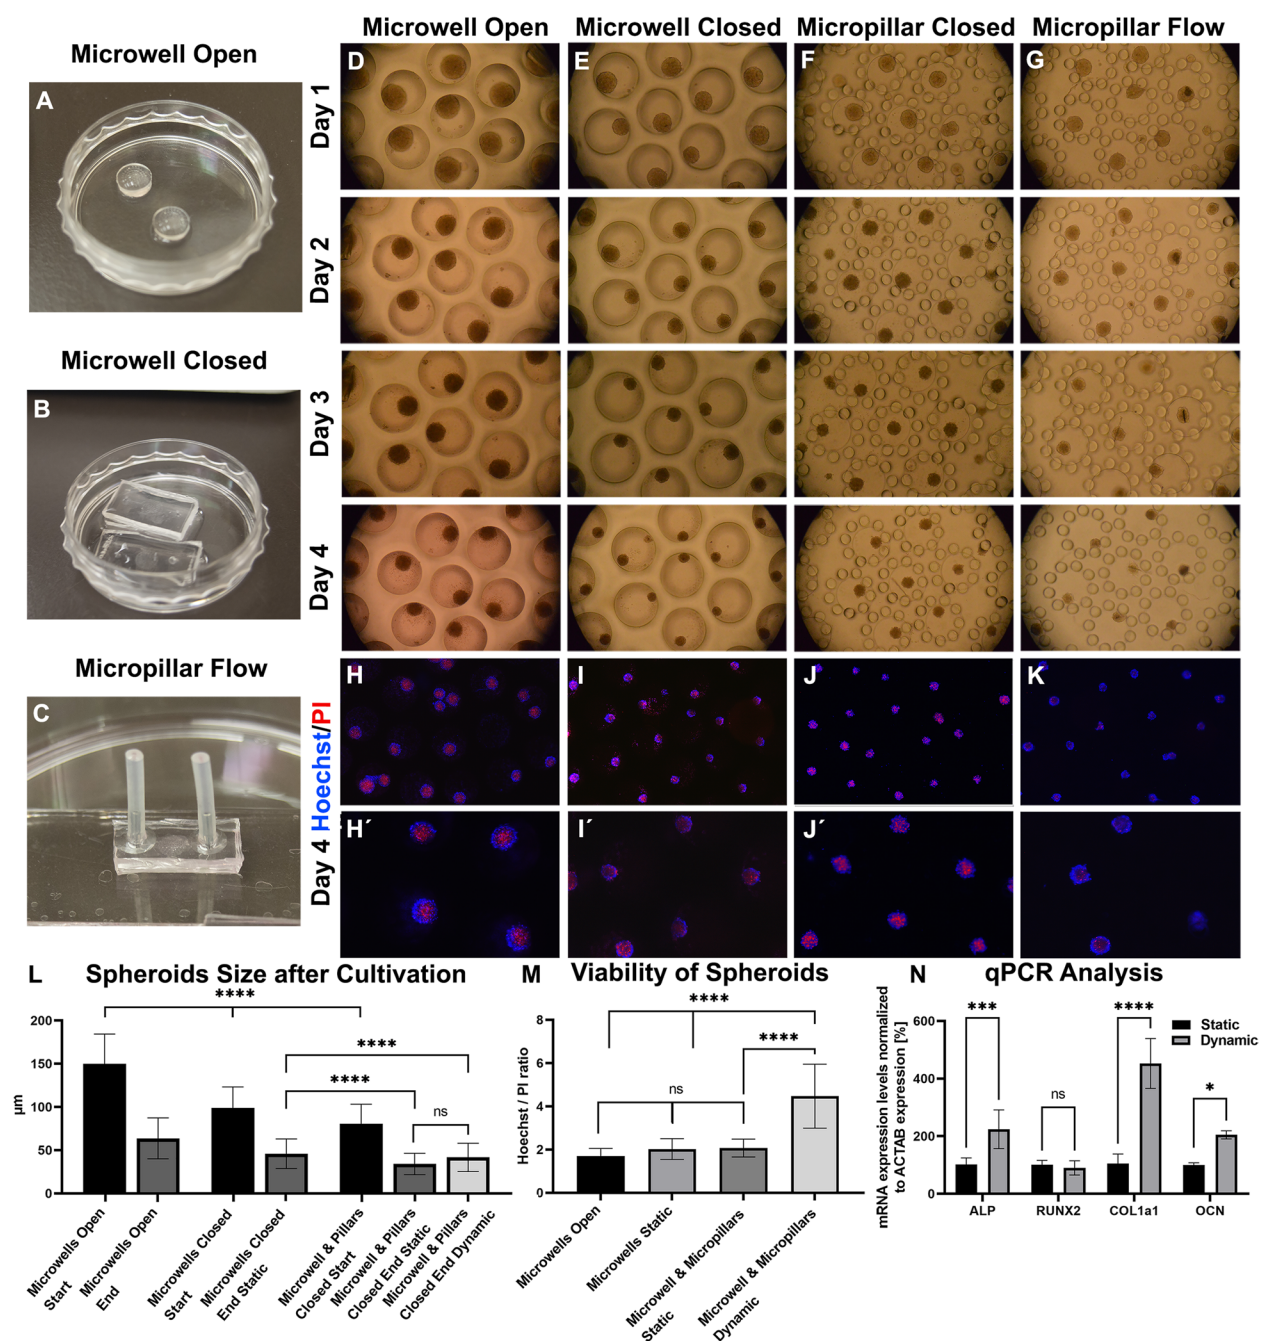 Microwell Open
A
Microwell Closed
B
Micropillar Flow
C
Microwell Open Microwell Closed Micropillar Closed Micropillar Flow
Day 1
D E F G
Day 2
Day 3
Day 4
Day 4 Hoechst/PI
H I J K
H´ I´ J´
L Spheroids Size after Cultivation
****
****
****
ns
200
150
100
50
0
µm
Microwells Open
Start
Microwells Open
End
Microwells Closed
Start
Microwells Closed
End Static
Microwell & Pillars
Closed Start
Microwell & Pillars
Closed End Static
Microwell & Pillars
Closed End Dynamic
M Viability of Spheroids
****
****
ns
8
6
4
2
0
Hoechst / PI ratio
Microwells Open
Microwells Static
Microwell & Micropillars
Static
Microwell & Micropillars
Dynamic
N qPCR Analysis
***
ns
****
*
Static
Dynamic
600
400
200
0
mRNA expression levels normalized
to ACTAB expression [%]
ALP RUNX2 COL1a1 OCN